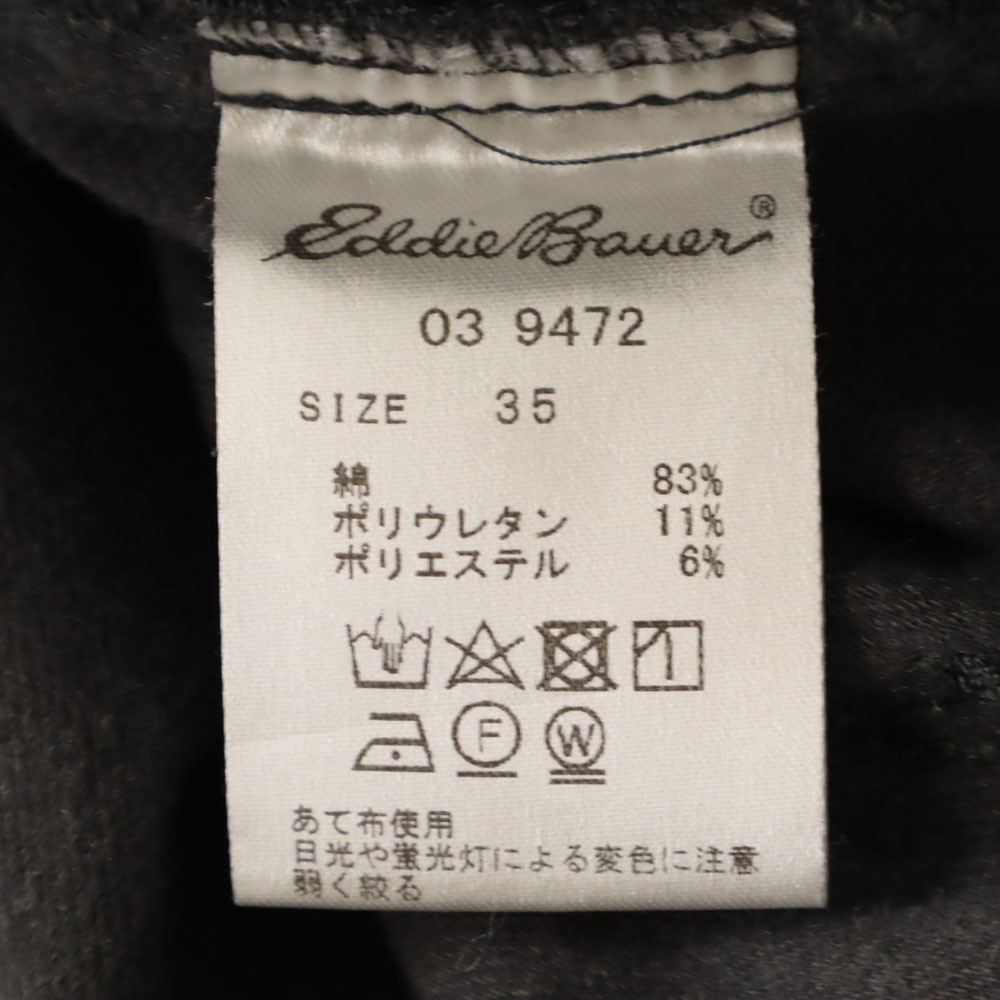 Eddie Bauer®
03 9472
SIZE 35
綿 83%
ポリウレタン 11%
ポリエステル 6%
F W
あて布使用
日光や蛍光灯による変色に注意
弱く絞る